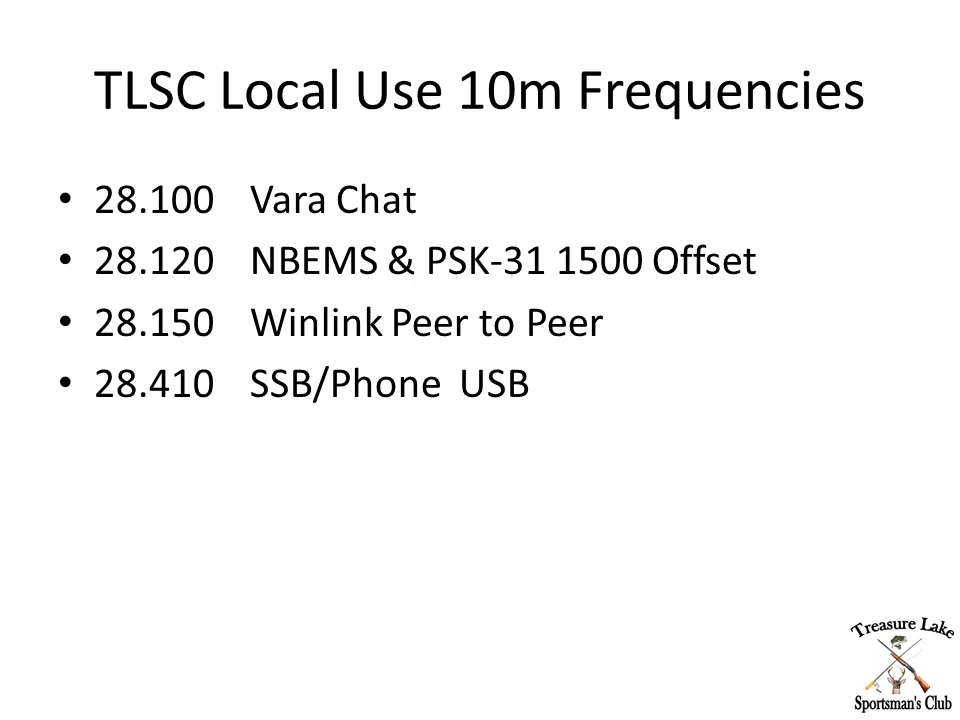 TLSC Local Use 10m Frequencies
• 28.100 Vara Chat
• 28.120 NBEMS & PSK-31 1500 Offset
• 28.150 Winlink Peer to Peer
• 28.410 SSB/Phone USB
Treasure Lake
Sportsman's Club